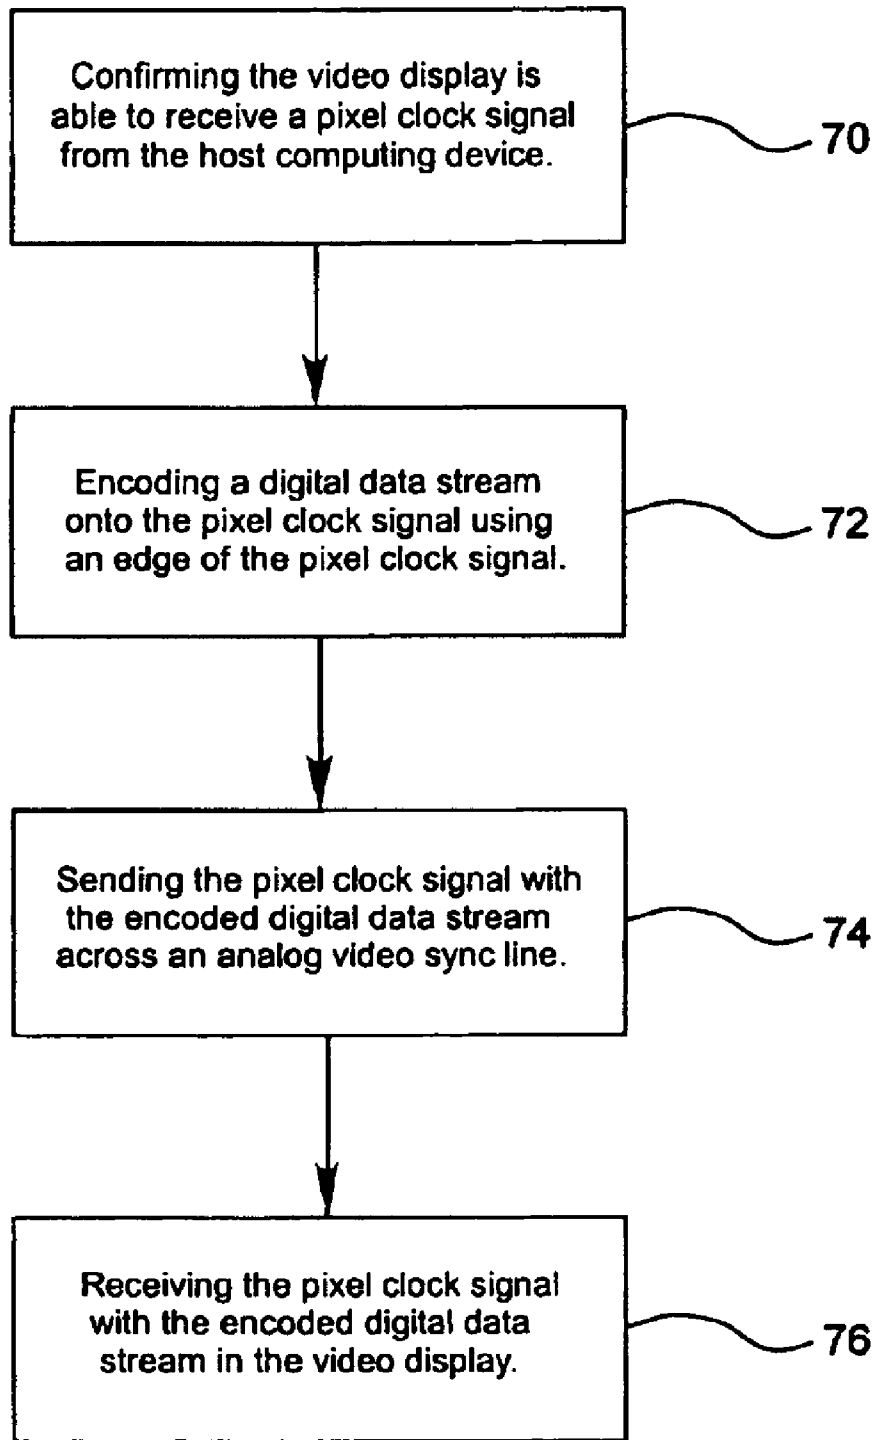 Confirming the video display is
able to receive a pixel clock signal
from the host computing device.
70
Encoding a digital data stream
onto the pixel clock signal using
an edge of the pixel clock signal.
72
Sending the pixel clock signal with
the encoded digital data stream
across an analog video sync line.
74
Receiving the pixel clock signal
with the encoded digital data
stream in the video display.
76